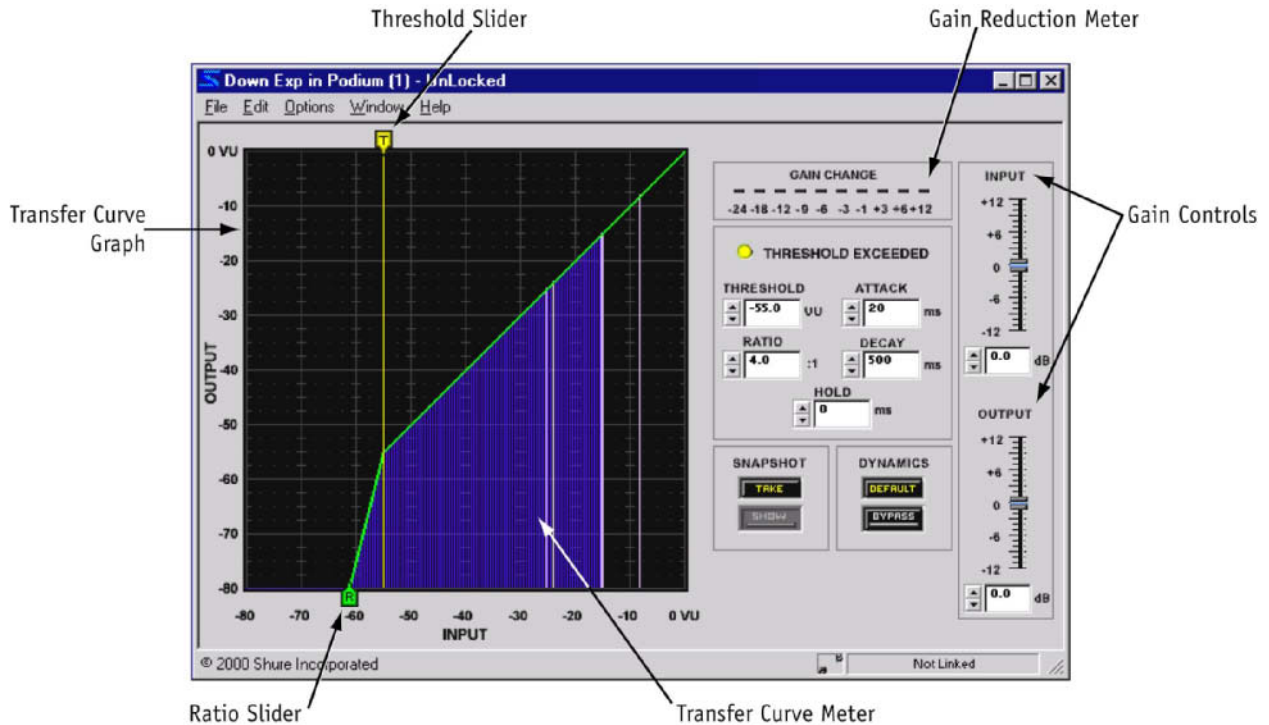 Threshold Slider
Gain Reduction Meter
Down Exp in Podium (1) - UnLocked
File Edit Options Window Help
T
0 VU
-10
-20
-30
-40
-50
-60
-70
-80
OUTPUT
R
-80 -70 -60 -50 -40 -30 -20 -10 0 VU
INPUT
Transfer Curve
Graph
GAIN CHANGE
-24 -18 -12 -9 -6 -3 -1 +3 +6 +12
THRESHOLD EXCEEDED
THRESHOLD ATTACK
-55.0 VU 20 ms
RATIO DECAY
4.0 :1 500 ms
HOLD
0 ms
SNAPSHOT DYNAMICS
TAKE DEFAULT
SHOW BYPASS
INPUT
+12
+6
0
-6
-12
0.0 dB
OUTPUT
+12
+6
0
-6
-12
0.0 dB
Gain Controls
© 2000 Shure Incorporated
Not Linked
Ratio Slider
Transfer Curve Meter